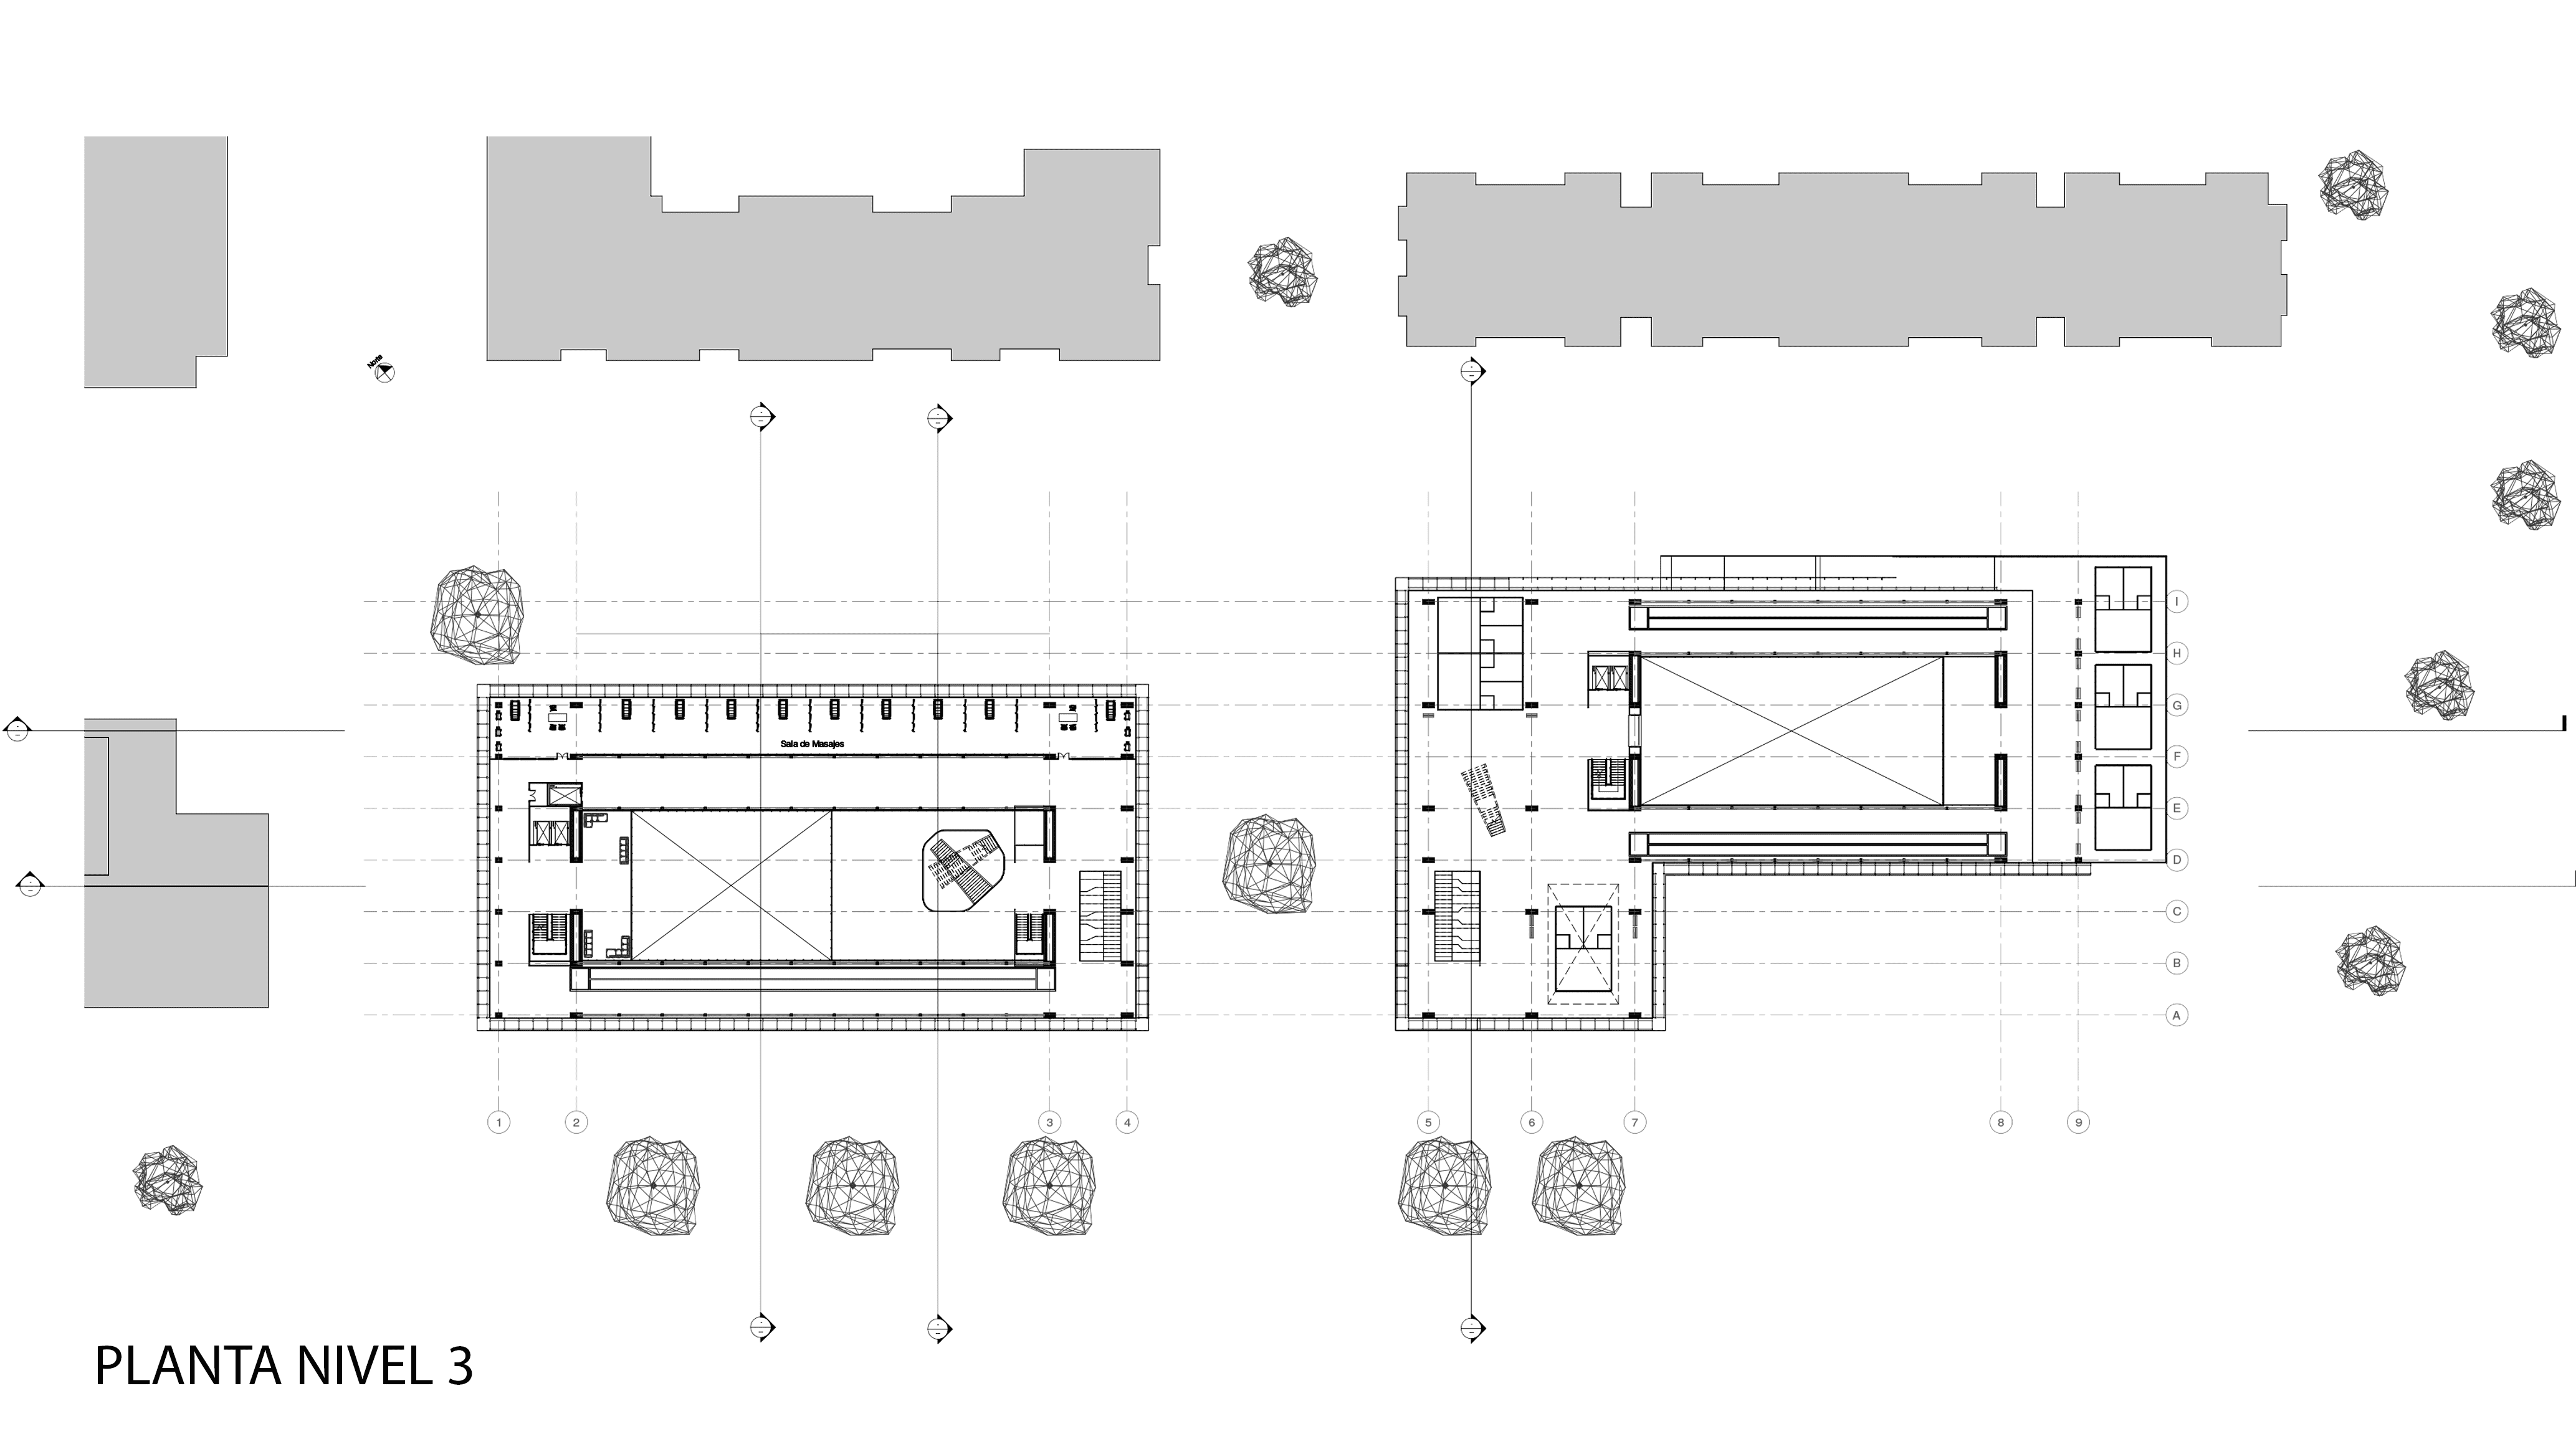 Norte
I
H
G
Sala de Masajes
F
E
D
C
B
A
1 2 3 4 5 6 7 8 9
PLANTA NIVEL 3